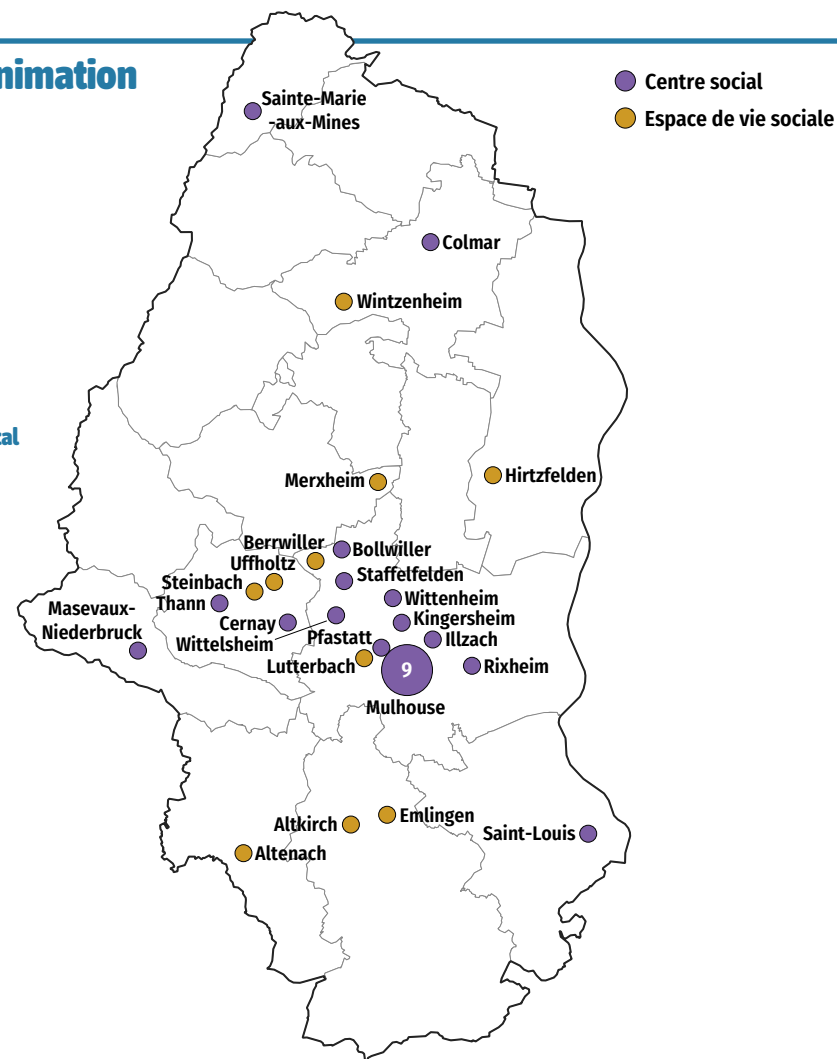 nimation
Centre social
Espace de vie sociale
Sainte-Marie
-aux-Mines
Colmar
Wintzenheim
tal
Merxheim
Hirtzfelden
Berrwiller
Bollwiller
Uffholtz
Staffelfelden
Steinbach
Thann
Wittenheim
Masevaux-
Niederbruck
Cernay
Kingersheim
Wittelsheim
Pfastatt
Illzach
Lutterbach
9
Rixheim
Mulhouse
Altkirch
Emlingen
Saint-Louis
Altenach